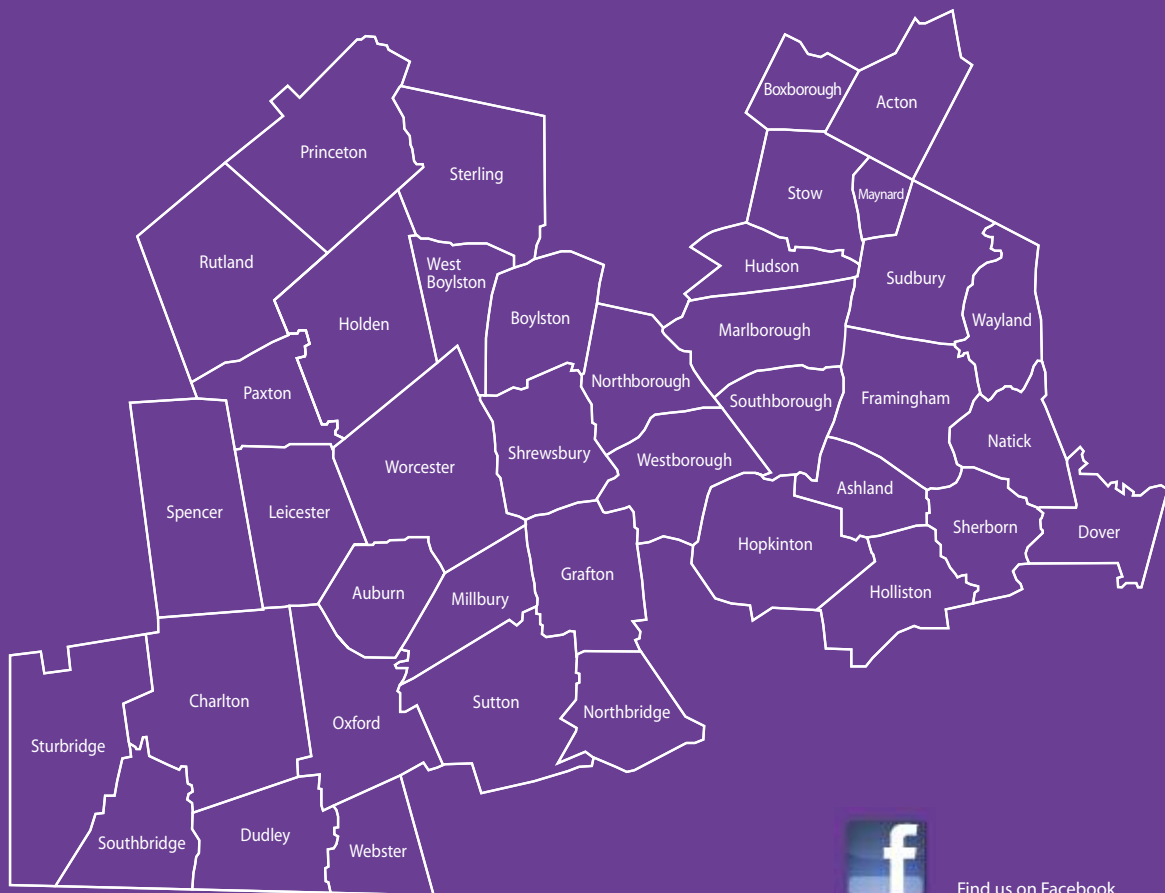 Boxborough
Acton
Princeton
Sterling
Stow
Maynard
Rutland
West
Boylston
Hudson
Sudbury
Holden
Boylston
Marlborough
Wayland
Northborough
Paxton
Southborough
Framingham
Natick
Worcester
Shrewsbury
Westborough
Ashland
Spencer
Leicester
Sherborn
Dover
Hopkinton
Grafton
Auburn
Millbury
Holliston
Charlton
Sutton
Northbridge
Oxford
Sturbridge
Southbridge
Dudley
Webster
f
Find us on Facebook